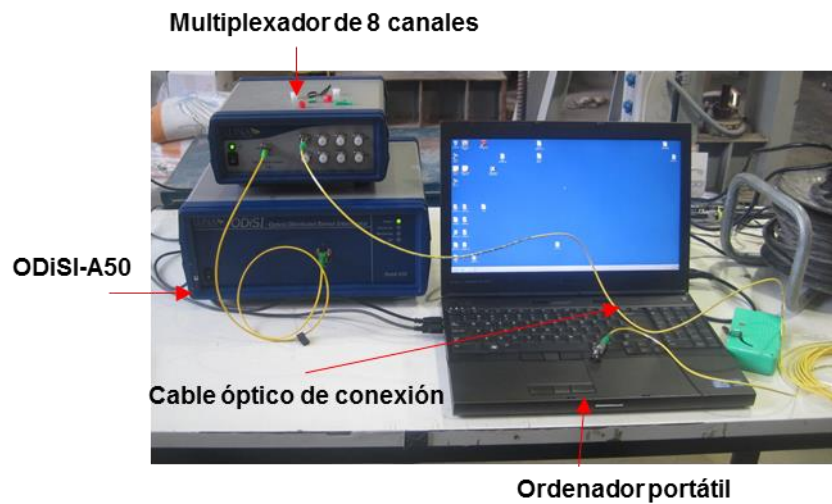 Multiplexador de 8 canales
ODiSI
ODiSI-A50
Cable óptico de conexión
Ordenador portátil